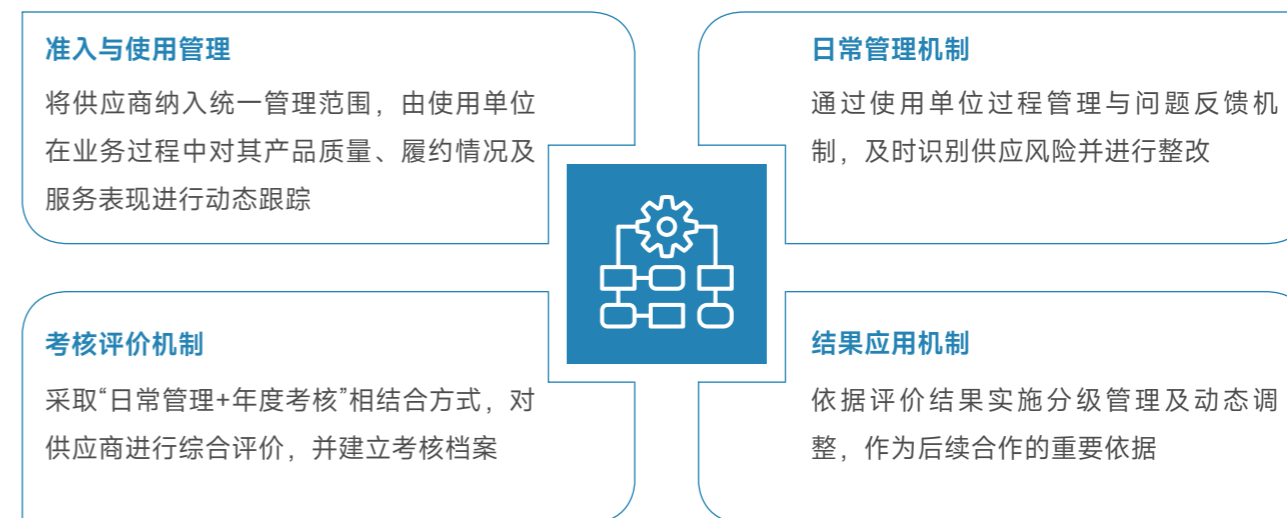 准入与使用管理
将供应商纳入统一管理范围，由使用单位
在业务过程中对其产品质量、履约情况及
服务表现进行动态跟踪
日常管理机制
通过使用单位过程管理与问题反馈机
制，及时识别供应风险并进行整改
考核评价机制
采取“日常管理+年度考核”相结合方式，对
供应商进行综合评价，并建立考核档案
结果应用机制
依据评价结果实施分级管理及动态调
整，作为后续合作的重要依据